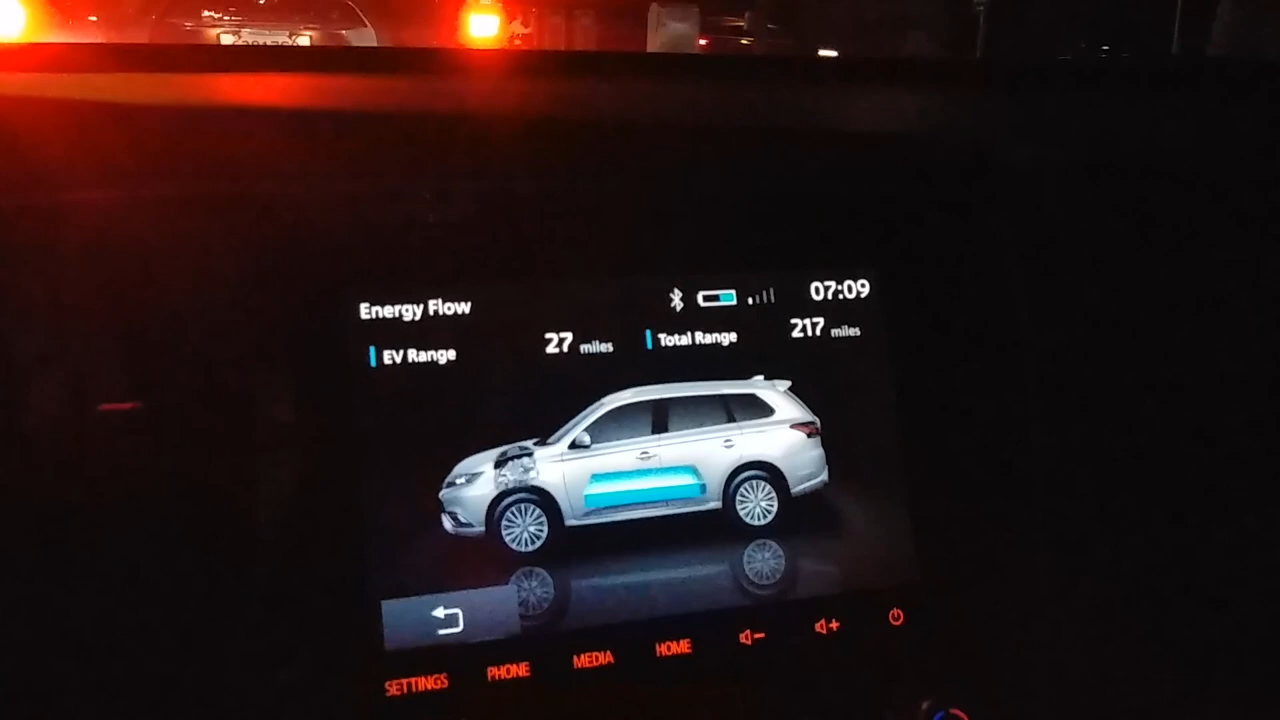 Energy Flow
07:09
EV Range 27 miles
Total Range 217 miles
SETTINGS
PHONE
MEDIA
HOME